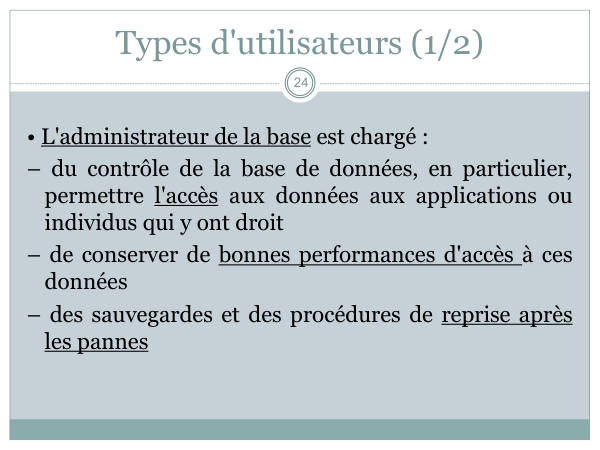 Types d'utilisateurs (1/2)
24
• L'administrateur de la base est chargé :
– du contrôle de la base de données, en particulier,
permettre l'accès aux données aux applications ou
individus qui y ont droit
– de conserver de bonnes performances d'accès à ces
données
– des sauvegardes et des procédures de reprise après
les pannes